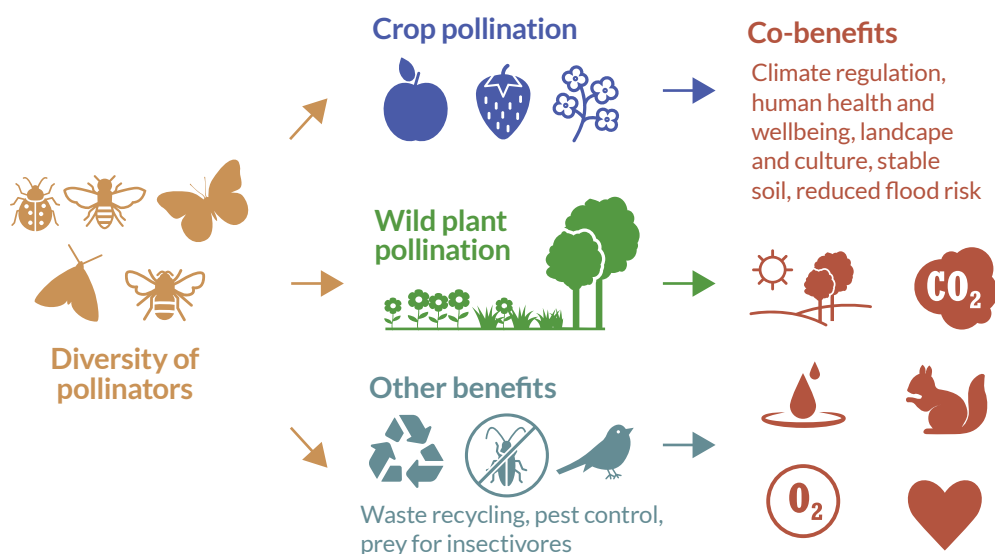 Crop pollination
Co-benefits
Climate regulation,
human health and
wellbeing, landscape
and culture, stable
soil, reduced flood risk
Wild plant
pollination
CO2
Diversity of
pollinators
Other benefits
O2
Waste recycling, pest control,
prey for insectivores